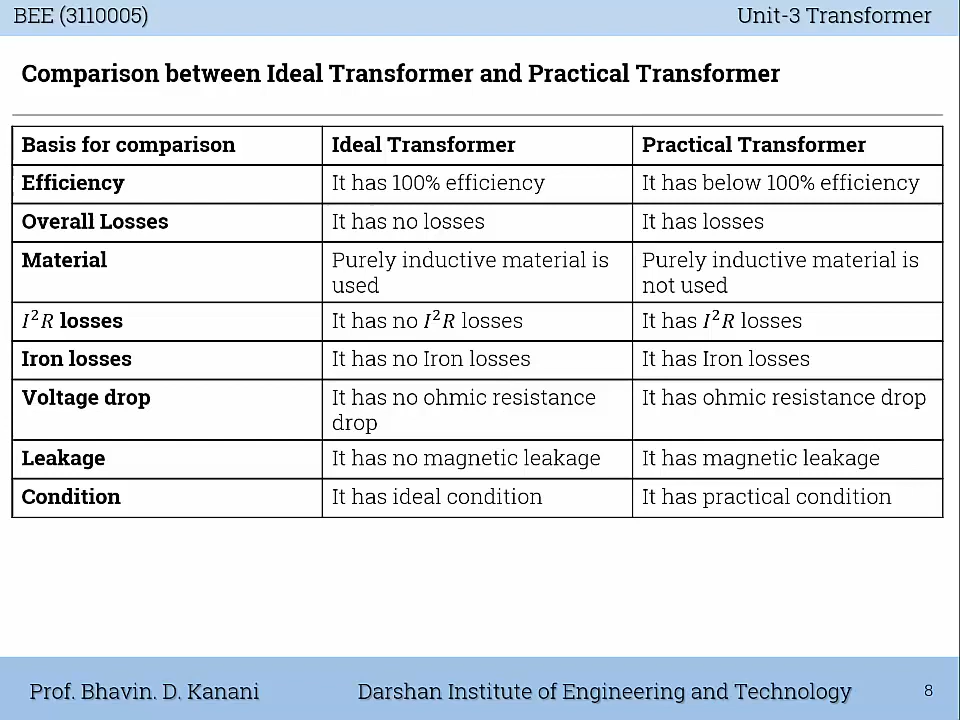 BEE (3110005) Unit-3 Transformer
Comparison between Ideal Transformer and Practical Transformer
Basis for comparison Ideal Transformer Practical Transformer
Efficiency It has 100% efficiency It has below 100% efficiency
Overall Losses It has no losses It has losses
Material Purely inductive material is used Purely inductive material is not used
I²R losses It has no I²R losses It has I²R losses
Iron losses It has no Iron losses It has Iron losses
Voltage drop It has no ohmic resistance drop It has ohmic resistance drop
Leakage It has no magnetic leakage It has magnetic leakage
Condition It has ideal condition It has practical condition
Prof. Bhavin. D. Kanani Darshan Institute of Engineering and Technology 8